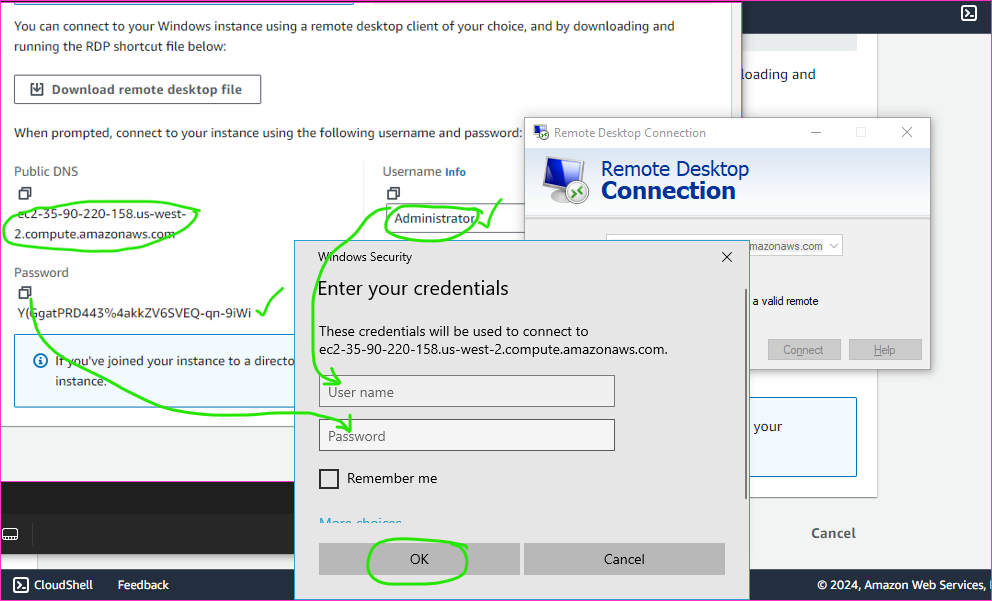 You can connect to your Windows instance using a remote desktop client of your choice, and by downloading and
running the RDP shortcut file below:
loading and
Download remote desktop file
When prompted, connect to your instance using the following username and password:
Remote Desktop Connection
Remote Desktop
Connection
Public DNS
ec2-35-90-220-158.us-west-
2.compute.amazonaws.com
Username Info
Administrator
Password
Y(GgatPRD443%4akkZV6SVEQ-qn-9iWi
If you've joined your instance to a directo
instance.
mazonaws.com
a valid remote
Connect
Help
your
Windows Security
Enter your credentials
These credentials will be used to connect to
ec2-35-90-220-158.us-west-2.compute.amazonaws.com.
User name
Password
Remember me
More choices
OK
Cancel
Cancel
CloudShell
Feedback
© 2024, Amazon Web Services,